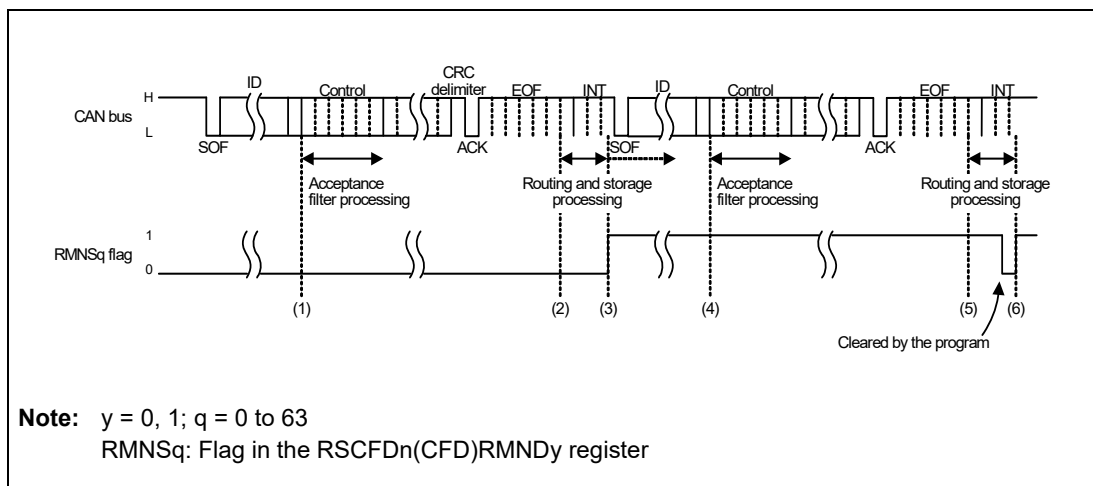 CRC
ID
Control
delimiter
EOF
INT
ID
Control
EOF
INT
H
CAN bus
L
SOF
ACK
SOF
ACK
Acceptance
filter processing
Routing and storage
processing
Acceptance
filter processing
Routing and storage
processing
1
RMNSq flag
0
(1)
(2)
(3)
(4)
(5)
(6)
Cleared by the program
Note: y = 0, 1; q = 0 to 63
RMNSq: Flag in the RSCFDn(CFD)RMNDy register